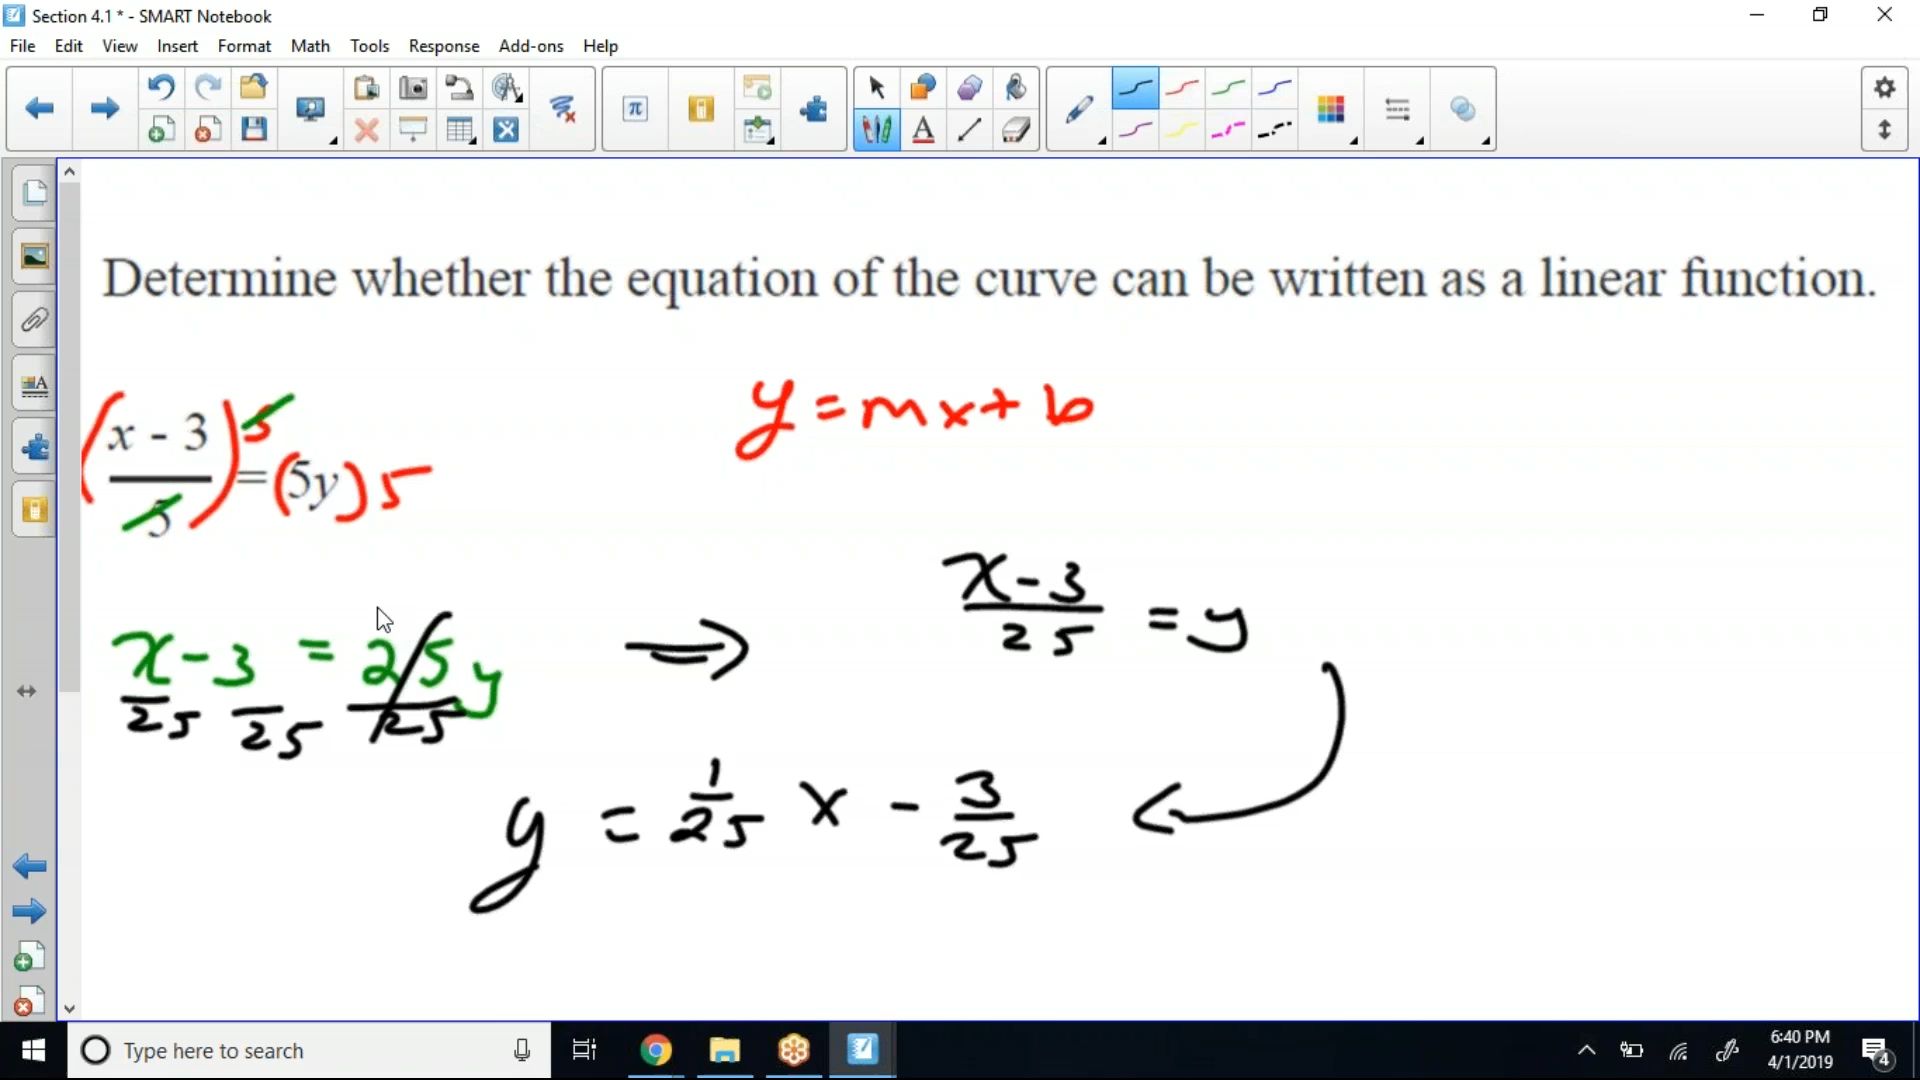 Section 4.1 * - SMART Notebook
File Edit View Insert Format Math Tools Response Add-ons Help
π
A
A
Determine whether the equation of the curve can be written as a linear function.
(x - 3 / 5) 5 = (5y) 5
y = mx + b
x - 3 / 25 = y
x - 3 = 25y
25 25 25
y = 1/25 x - 3/25
Type here to search
6:40 PM
4/1/2019
4